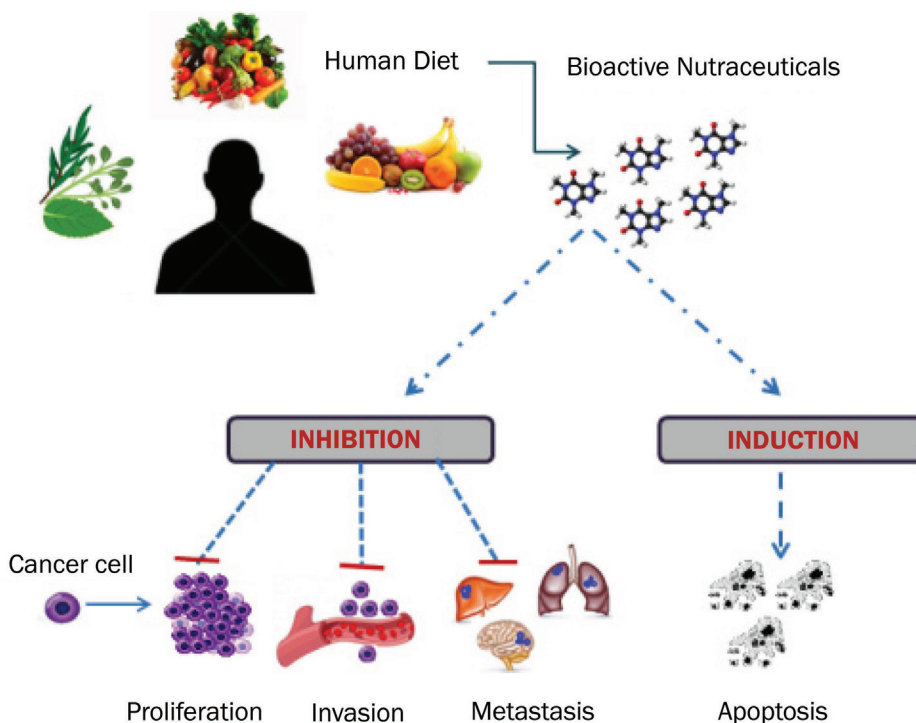 Human Diet
Bioactive Nutraceuticals
INHIBITION
INDUCTION
Cancer cell
Proliferation
Invasion
Metastasis
Apoptosis